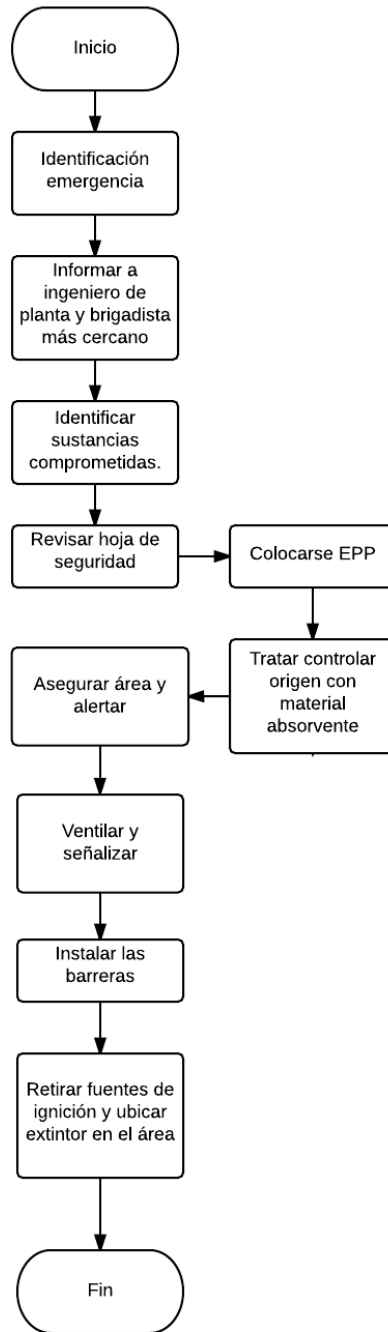 Inicio
Identificación
emergencia
Informar a
ingeniero de
planta y brigadista
más cercano
Identificar
sustancias
comprometidas.
Revisar hoja de
seguridad
Colocarse EPP
Tratar controlar
origen con
material
absorvente
Asegurar área y
alertar
Ventilar y
señalizar
Instalar las
barreras
Retirar fuentes de
ignición y ubicar
extintor en el área
Fin